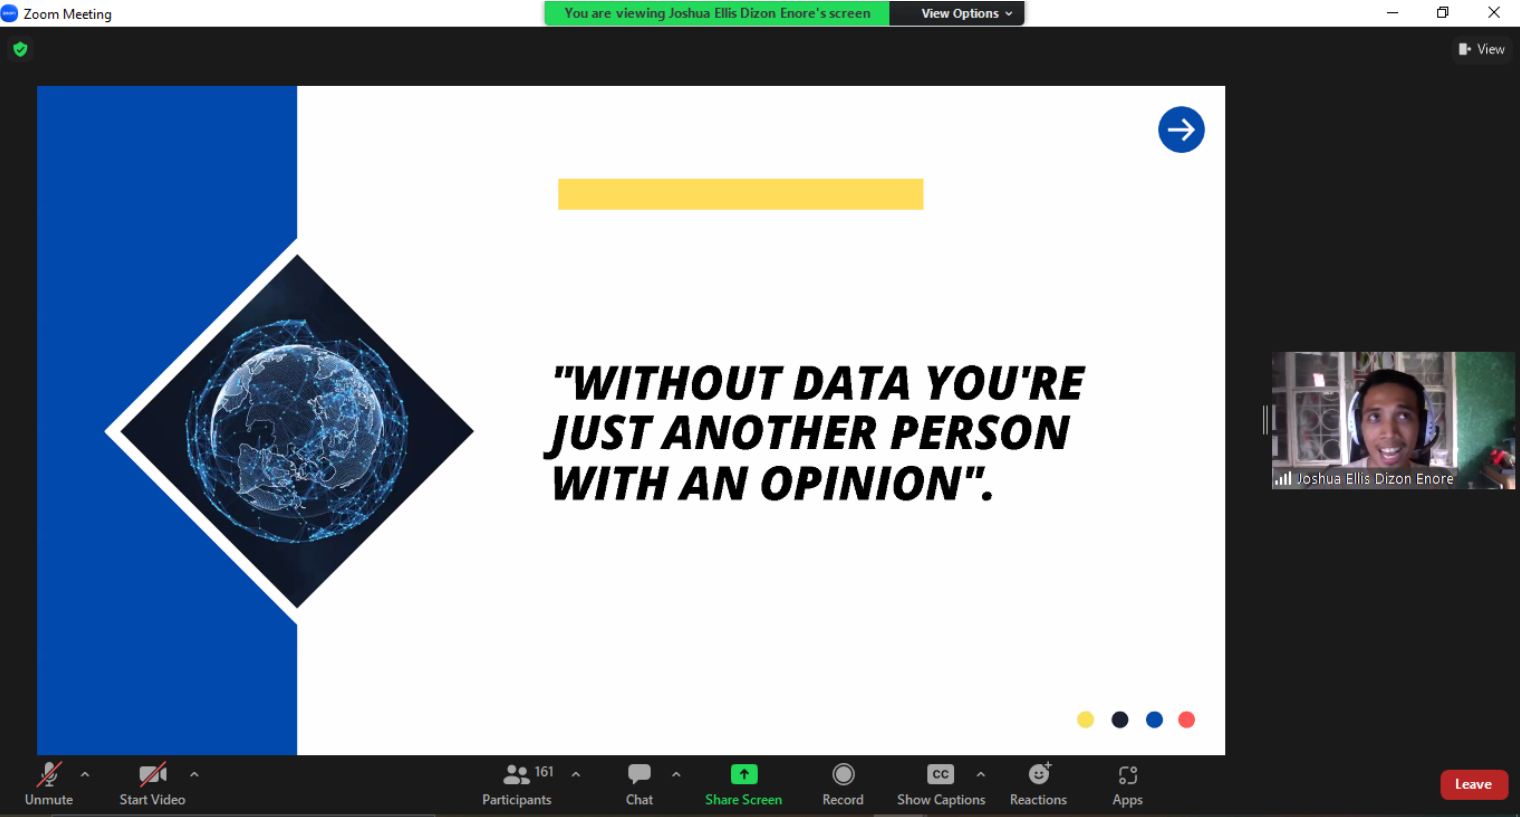 Zoom Meeting
You are viewing Joshua Ellis Dizon Enore's screen
View Options
View
"WITHOUT DATA YOU'RE
JUST ANOTHER PERSON
WITH AN OPINION".
Joshua Ellis Dizon Enore
Unmute
Start Video
161
Participants
Chat
Share Screen
Record
CC
Show Captions
Reactions
Apps
Leave